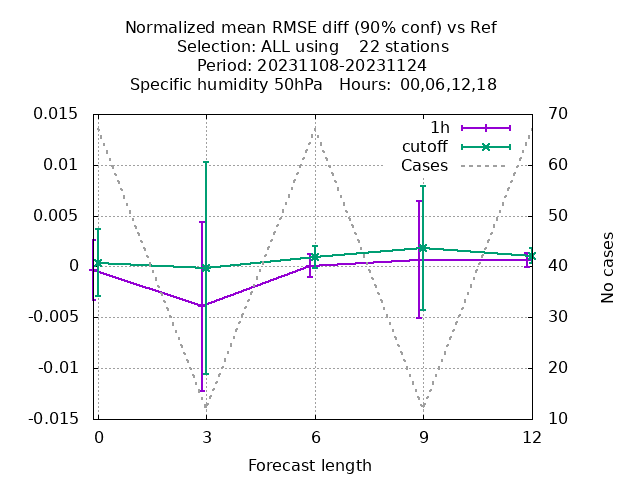 Normalized mean RMSE diff (90% conf) vs Ref
Selection: ALL using    22 stations
Period: 20231108-20231124
Specific humidity 50hPa   Hours:  00,06,12,18
0.015
0.01
0.005
0
-0.005
-0.01
-0.015
1h
cutoff
Cases
70
60
50
40
30
20
10
No cases
0
3
6
9
12
Forecast length